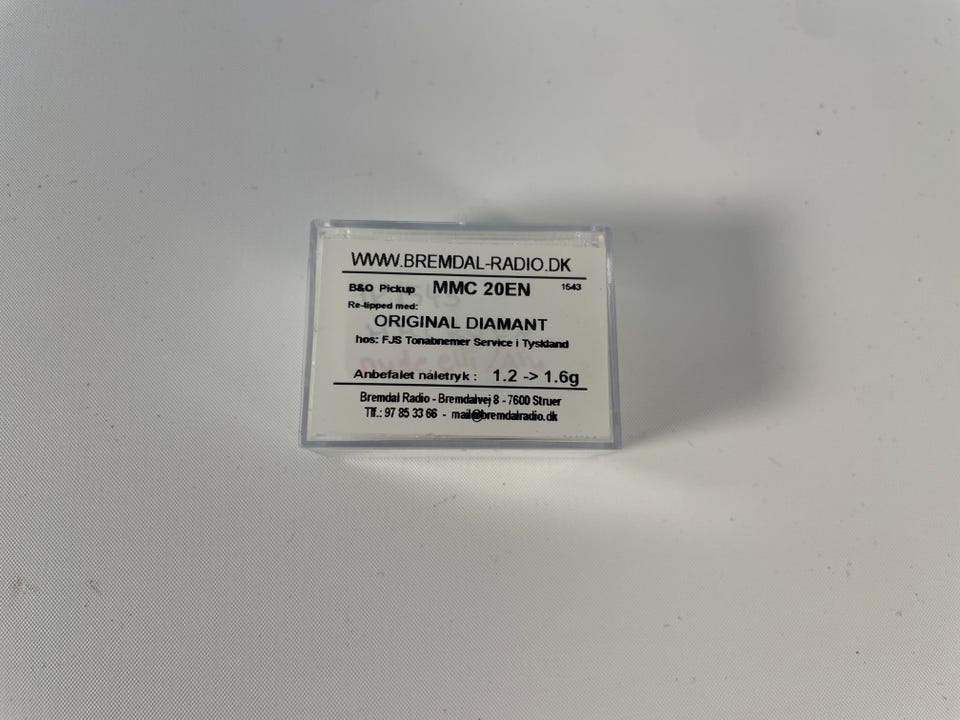 WWW.BREMDAL-RADIO.DK
B&O Pickup MMC 20EN 1543
Re-tipped med:
ORIGINAL DIAMANT
hos: FJS Tonabnemer Service i Tyskland
Anbefalet nåletryk : 1.2 -> 1.6g
Bremdal Radio - Bremdalvej 8 - 7600 Struer
Tlf.: 97 85 33 66 - mail@bremdalradio.dk